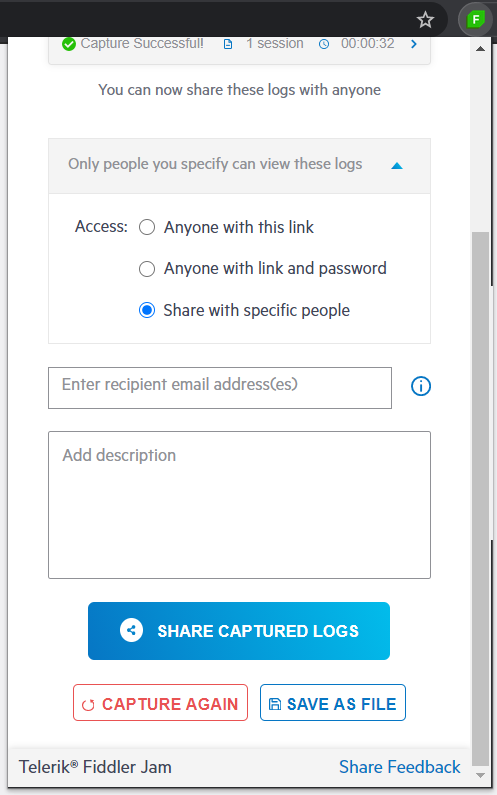 Capture Successful! 1 session 00:00:32
You can now share these logs with anyone
Only people you specify can view these logs
Access: Anyone with this link
Anyone with link and password
Share with specific people
Enter recipient email address(es)
Add description
SHARE CAPTURED LOGS
CAPTURE AGAIN SAVE AS FILE
Telerik® Fiddler Jam Share Feedback